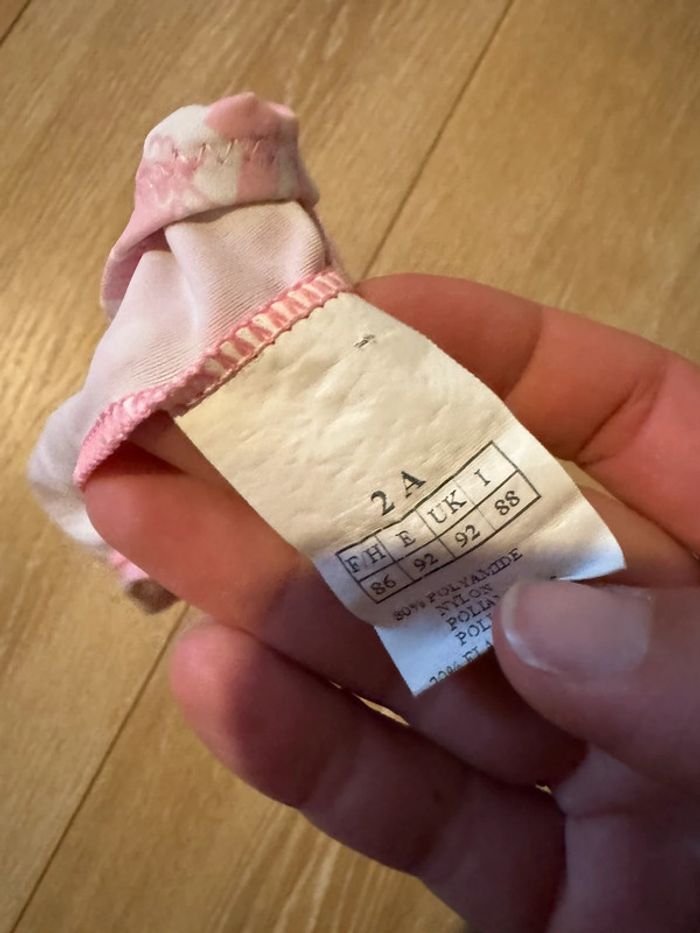 2 A
F/H E UK I
86 92 92 88
80% POLYAMIDE
NYLON